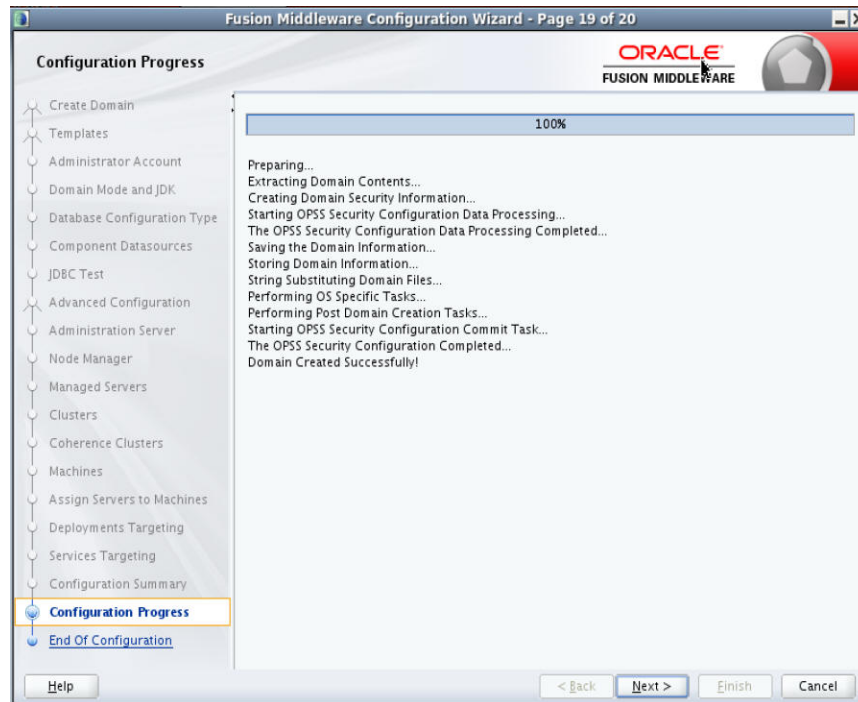 Fusion Middleware Configuration Wizard - Page 19 of 20
Configuration Progress
ORACLE
FUSION MIDDLEWARE
Create Domain
Templates
Administrator Account
Domain Mode and JDK
Database Configuration Type
Component Datasources
JDBC Test
Advanced Configuration
Administration Server
Node Manager
Managed Servers
Clusters
Coherence Clusters
Machines
Assign Servers to Machines
Deployments Targeting
Services Targeting
Configuration Summary
Configuration Progress
End Of Configuration
100%
Preparing...
Extracting Domain Contents...
Creating Domain Security Information...
Starting OPSS Security Configuration Data Processing...
The OPSS Security Configuration Data Processing Completed...
Saving the Domain Information...
Storing Domain Information...
String Substituting Domain Files...
Performing OS Specific Tasks...
Performing Post Domain Creation Tasks...
Starting OPSS Security Configuration Commit Task...
The OPSS Security Configuration Completed...
Domain Created Successfully!
Help
< Back
Next >
Finish
Cancel